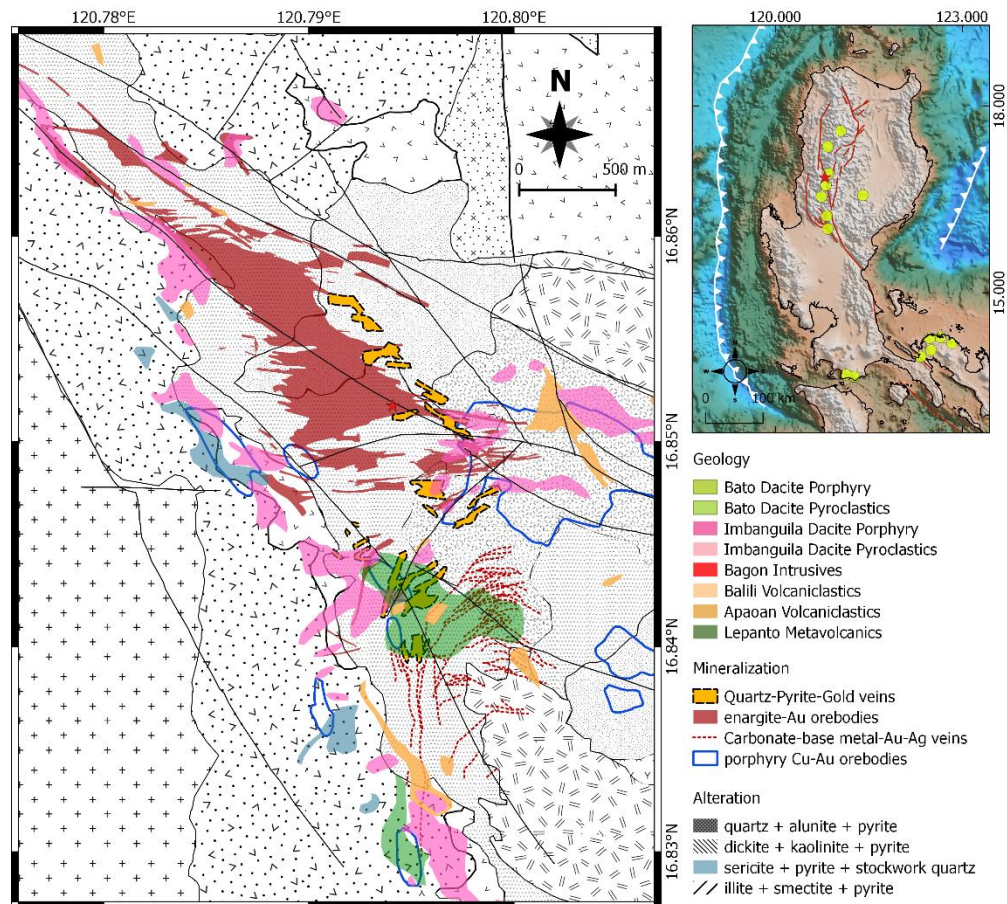 120.78°E
120.79°E
120.80°E
16.86°N
16.85°N
16.84°N
16.83°N
N
0
500 m
120.000
123.000
18.000
15.000
N
W
E
S
0
100 km
Geology
Bato Dacite Porphyry
Bato Dacite Pyroclastics
Imbanguila Dacite Porphyry
Imbanguila Dacite Pyroclastics
Bagon Intrusives
Balili Volcaniclastics
Apaoan Volcaniclastics
Lepanto Metavolcanics
Mineralization
Quartz-Pyrite-Gold veins
enargite-Au orebodies
Carbonate-base metal-Au-Ag veins
porphyry Cu-Au orebodies
Alteration
quartz + alunite + pyrite
dickite + kaolinite + pyrite
sericite + pyrite + stockwork quartz
illite + smectite + pyrite